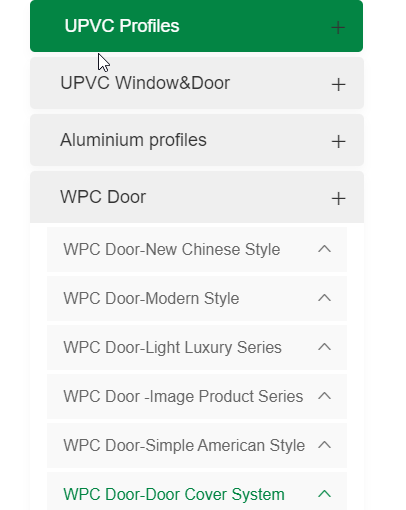 UPVC Profiles
UPVC Window&Door
Aluminium profiles
WPC Door
WPC Door-New Chinese Style
WPC Door-Modern Style
WPC Door-Light Luxury Series
WPC Door -Image Product Series
WPC Door-Simple American Style
WPC Door-Door Cover System